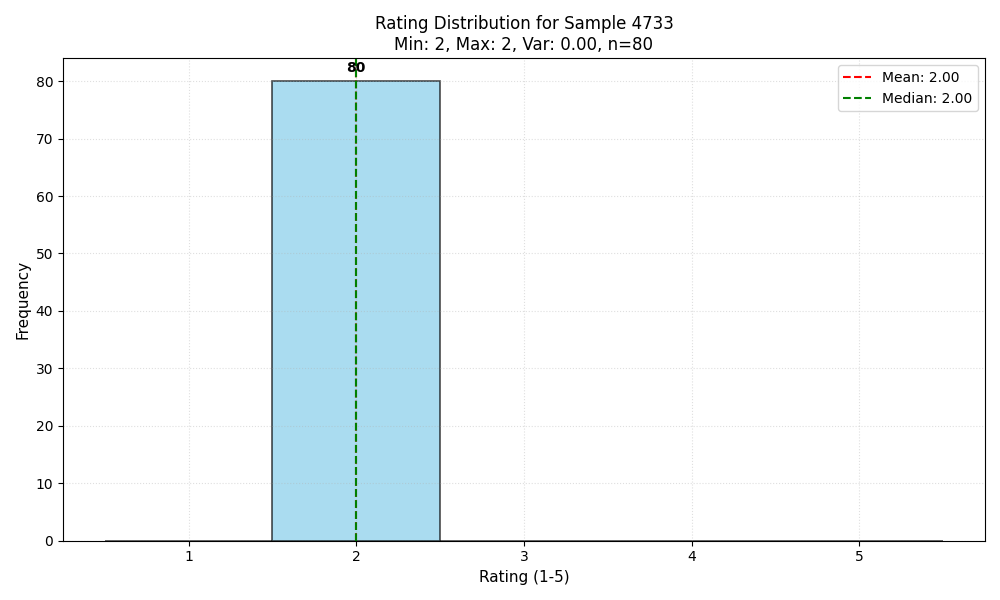 Rating Distribution for Sample 4733
Min: 2, Max: 2, Var: 0.00, n=80
80
Mean: 2.00
Median: 2.00
Frequency
80
70
60
50
40
30
20
10
0
1 2 3 4 5
Rating (1-5)